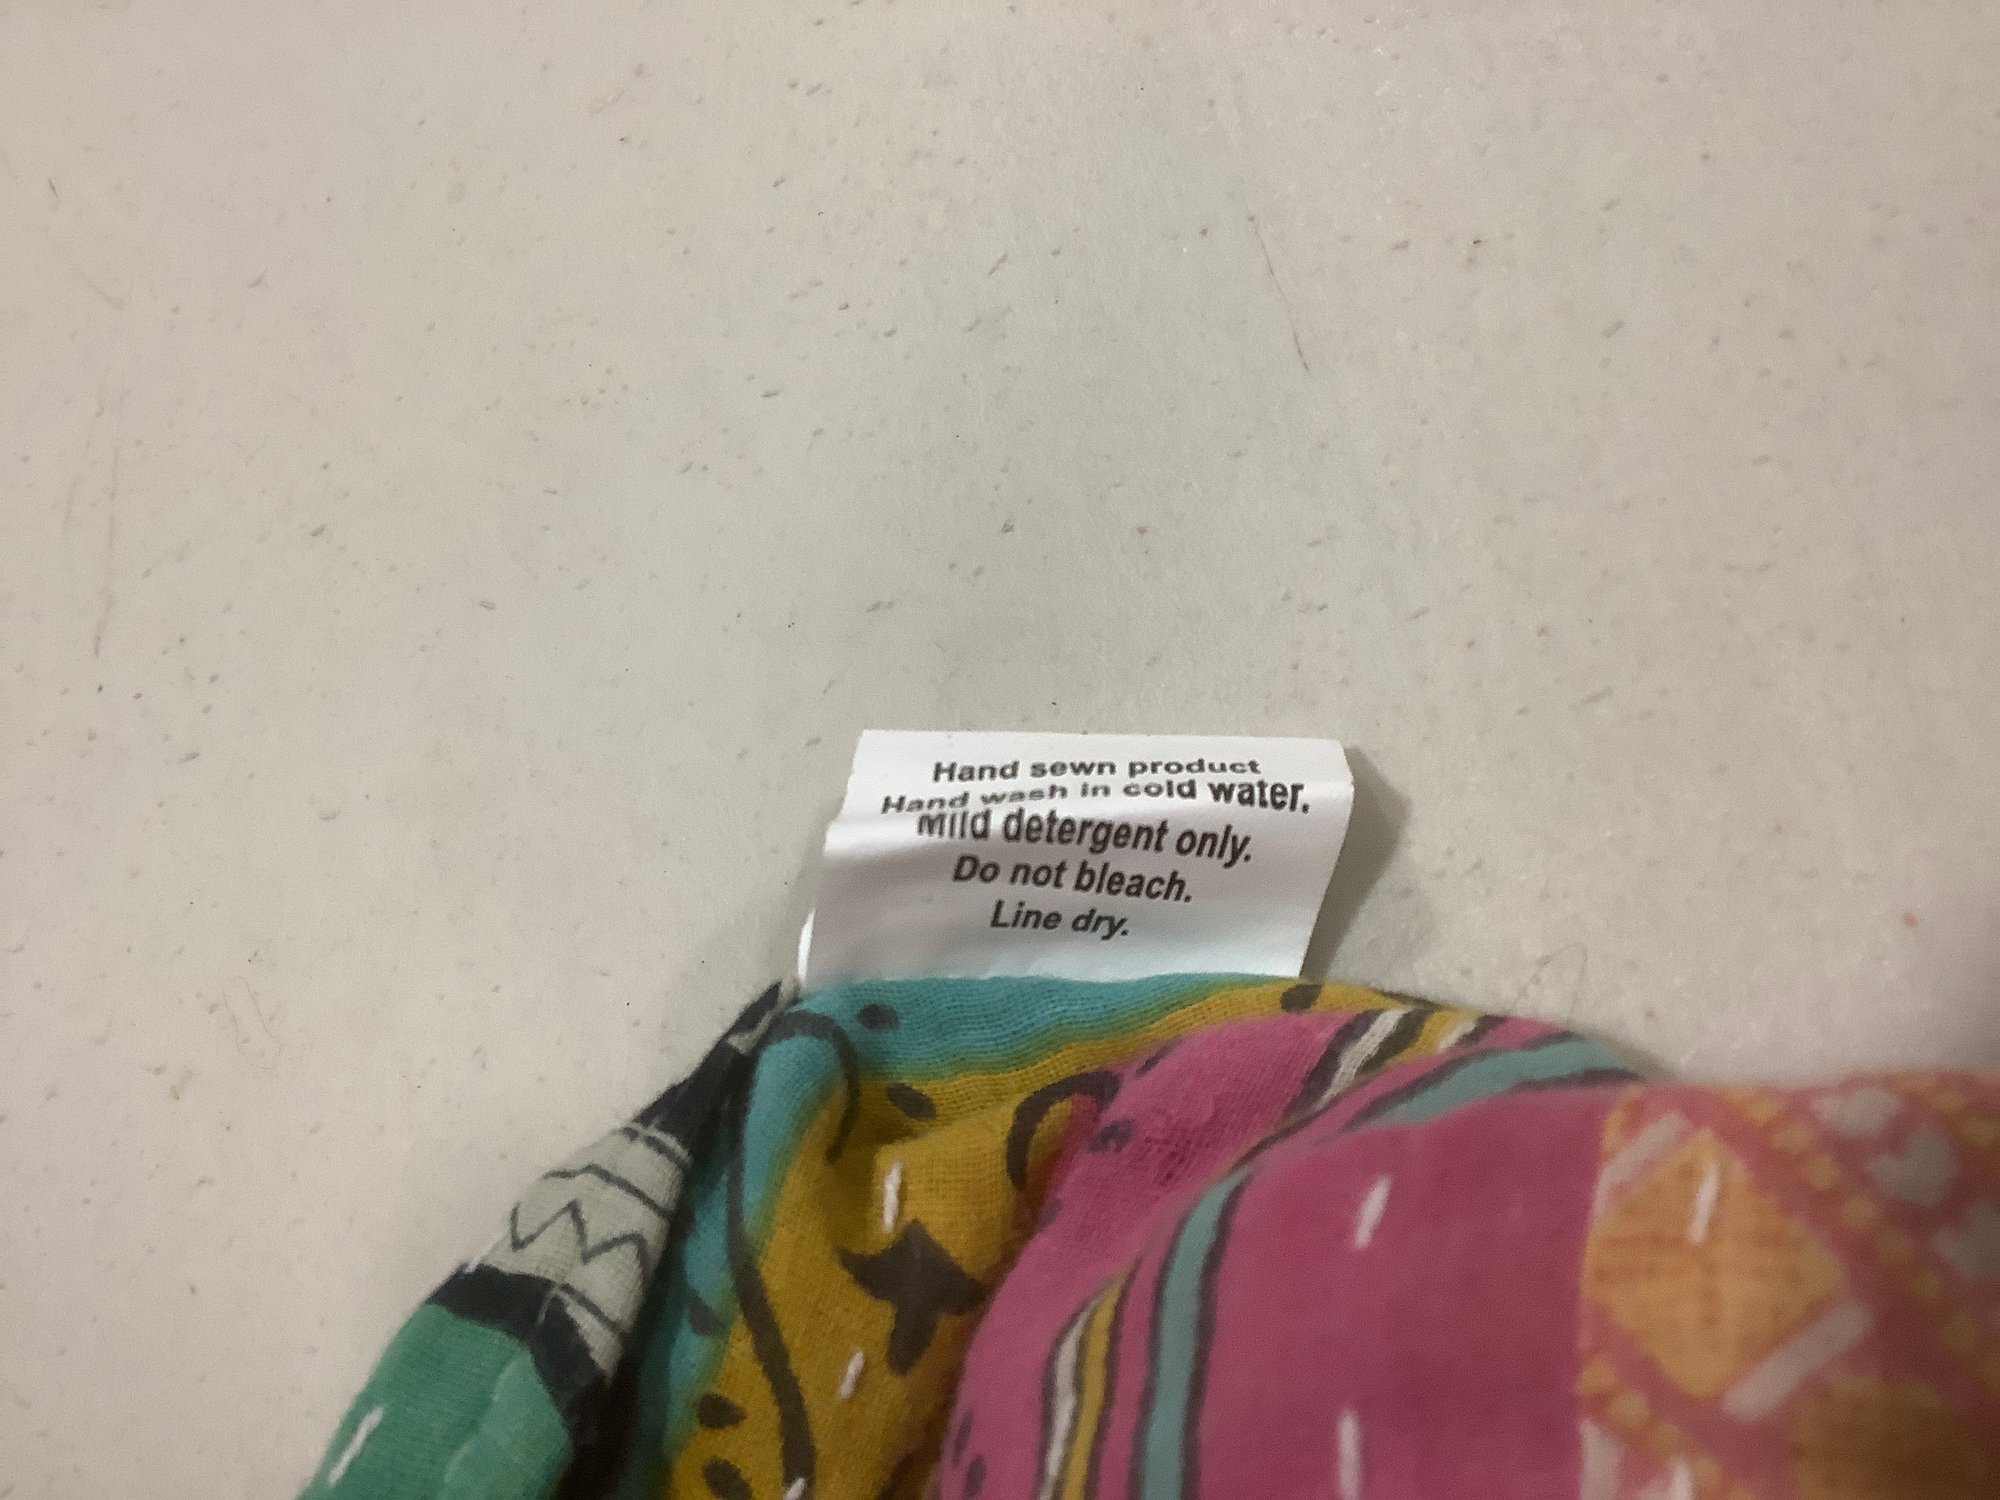 Hand sewn product
Hand wash in cold water.
Mild detergent only.
Do not bleach.
Line dry.